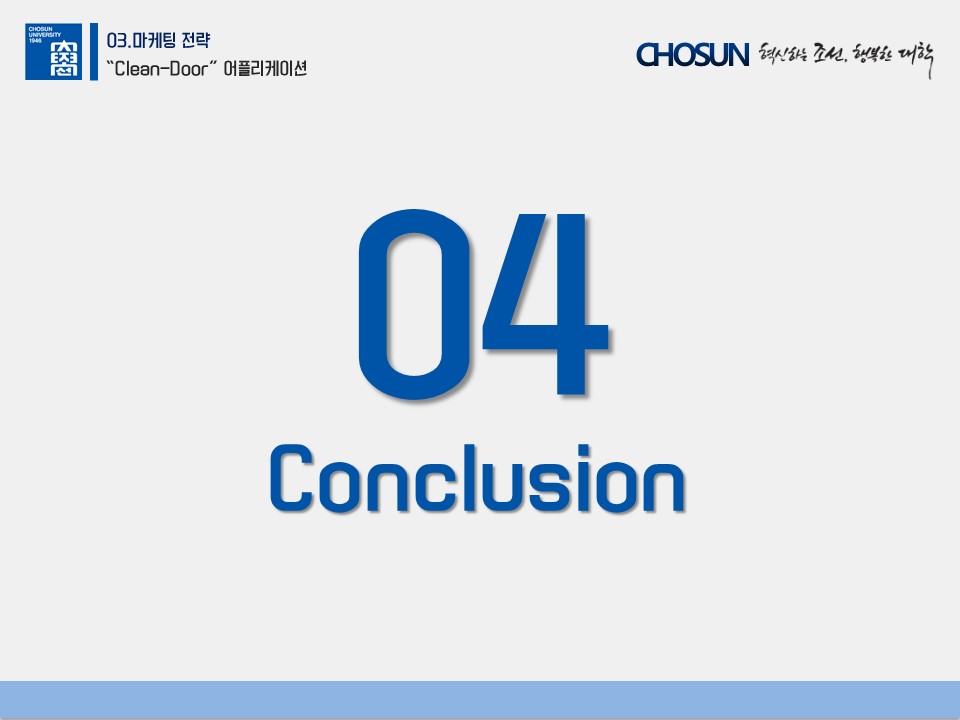 CHOSUN
UNIVERSITY
1946
03.마케팅 전략
“Clean-Door” 어플리케이션
CHOSUN 혁신하는 조선, 행복한 대학
04
Conclusion